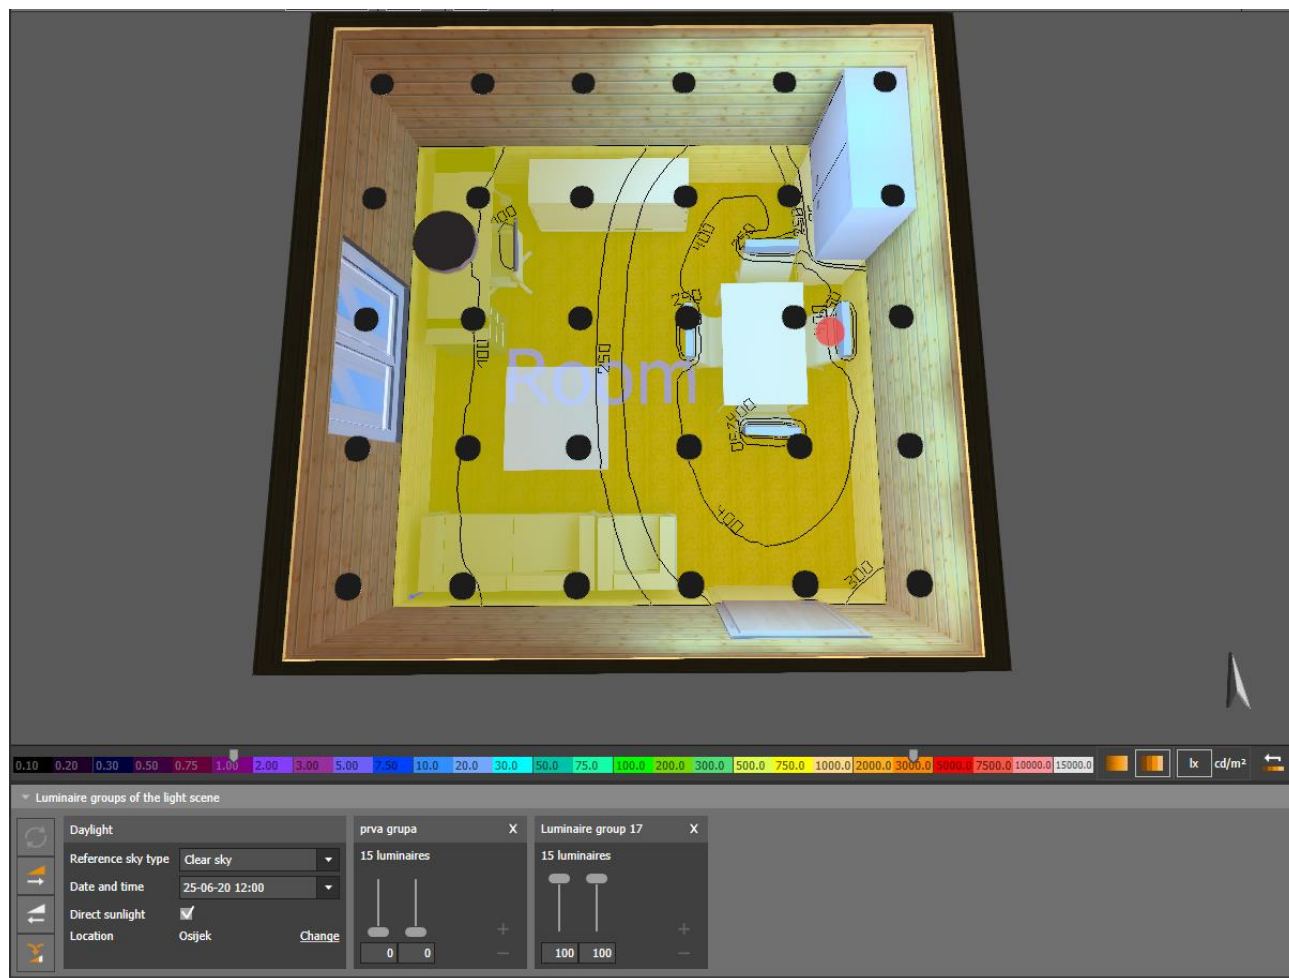 100
400
250
100
250
Room
400
400
300
0.10 0.20 0.30 0.50 0.75 1.00 2.00 3.00 5.00 7.50 10.0 20.0 30.0 50.0 75.0 100.0 200.0 300.0 500.0 750.0 1000.0 2000.0 3000.0 5000.0 7500.0 10000.0 15000.0 lx cd/m²
Luminaire groups of the light scene
Daylight
Reference sky type Clear sky
Date and time 25-06-20 12:00
Direct sunlight
Location Osijek Change
prva grupa X
15 luminaires
0 0
Luminaire group 17 X
15 luminaires
100 100